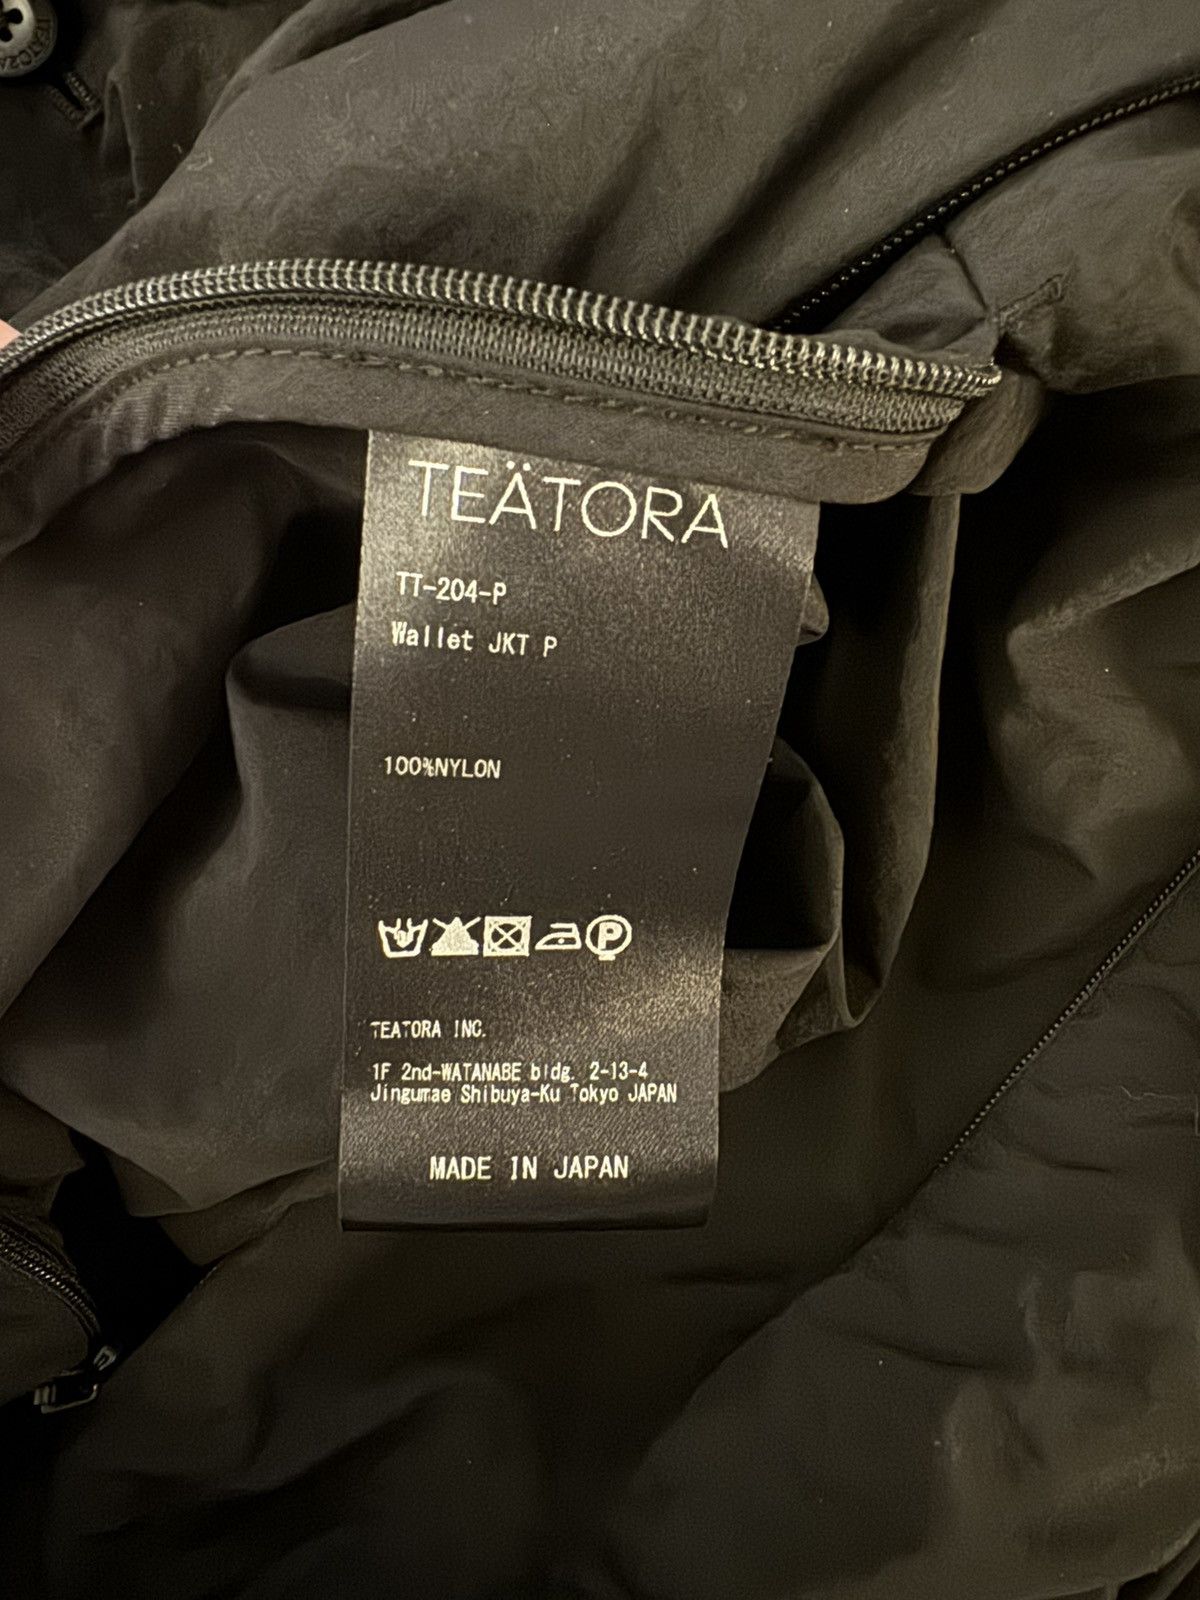 TEÄTORA
TEÄTORA
TT-204-P
Wallet JKT P
100%NYLON
P
TEATORA INC.
1F 2nd-WATANABE bldg. 2-13-4
Jingumae Shibuya-Ku Tokyo JAPAN
MADE IN JAPAN